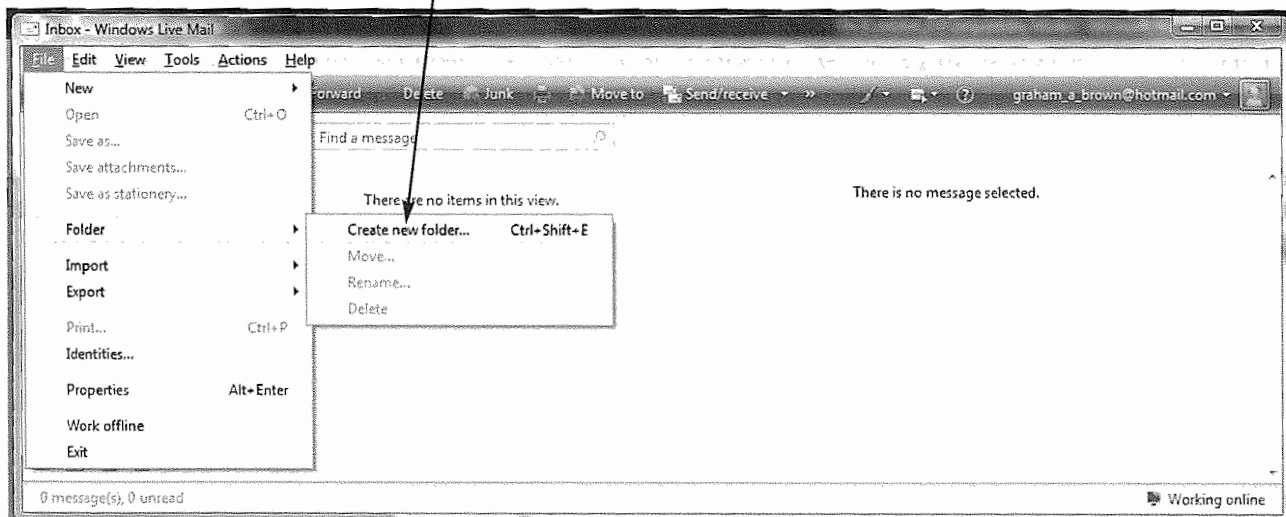 Inbox - Windows Live Mail
File Edit View Tools Actions Help
New
Open Ctrl+O
Save as...
Save attachments...
Save as stationery...
Folder
Import
Export
Print... Ctrl+P
Identities...
Properties Alt+Enter
Work offline
Exit
Forward Delete Junk Move to Send/receive » graham_a_brown@hotmail.com
Find a message
There are no items in this view.
Create new folder... Ctrl+Shift+E
Move...
Rename...
Delete
There is no message selected.
0 message(s), 0 unread
Working online